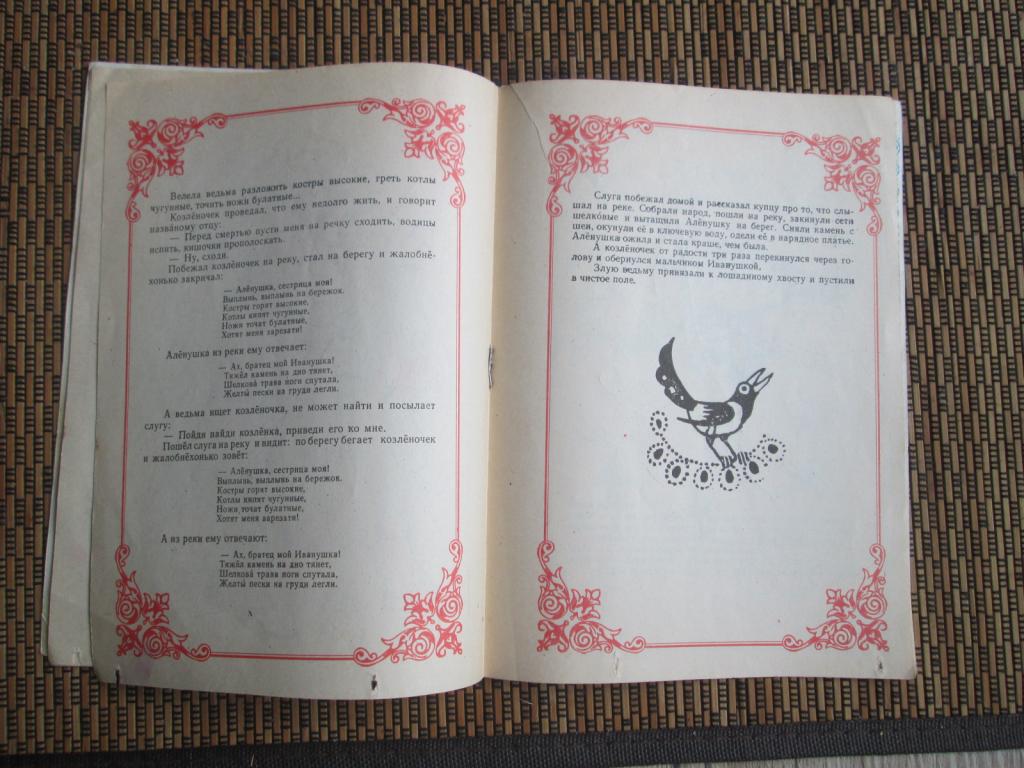 Велела ведьма разложить костры высокие, греть котлы
чугунные, точить ножи булатные...
Козлёночек проведал, что ему недолго жить, и говорит
назва́ному отцу:
— Перед смертью пусти меня на речку сходить, водицы
испить, кишочки прополоскать.
— Ну, сходи.
Побежал козлёночек на реку, стал на берегу и жалобнё-
хонько закричал:
— Алёнушка, сестрица моя!
Выплынь, выплынь на бережок.
Костры горят высокие,
Котлы кипят чугунные,
Ножи точат булатные,
Хотят меня зарезати!
Алёнушка из реки ему отвечает:
— Ах, братец мой Иванушка!
Тяжёл камень на дно тянет,
Шелкова́ трава ноги спутала,
Желты́ пески на груди легли.
А ведьма ищет козлёночка, не может найти и посылает
слугу:
— Пойди найди козлёнка, приведи его ко мне.
Пошёл слуга на реку и видит: по берегу бегает козлёночек
и жалобнёхонько зовёт:
— Алёнушка, сестрица моя!
Выплынь, выплынь на бережок.
Костры горят высокие,
Котлы кипят чугунные,
Ножи точат булатные,
Хотят меня зарезати!
А из реки ему отвечают:
— Ах, братец мой Иванушка!
Тяжёл камень на дно тянет,
Шелкова́ трава ноги спутала,
Желты́ пески на груди легли.
Слуга побежал домой и рассказал купцу про то, что слы-
шал на реке. Собрали народ, пошли на реку, закинули сети
шелко́вые и вытащили Алёнушку на берег. Сняли камень с
шеи, окунули её в ключевую воду, одели её в нарядное платье.
Алёнушка ожила и стала краше, чем была.
А козлёночек от радости три раза перекинулся через го-
лову и обернулся мальчиком Иванушкой.
Злую ведьму привязали к лошадиному хвосту и пустили
в чистое поле.